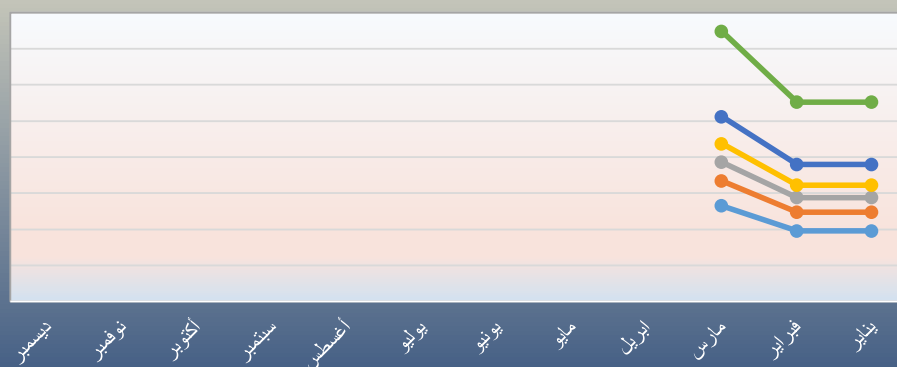 يناير
فبراير
مارس
ابريل
مايو
يونيو
يوليو
أغسطس
سبتمبر
أكتوبر
نوفمبر
ديسمبر